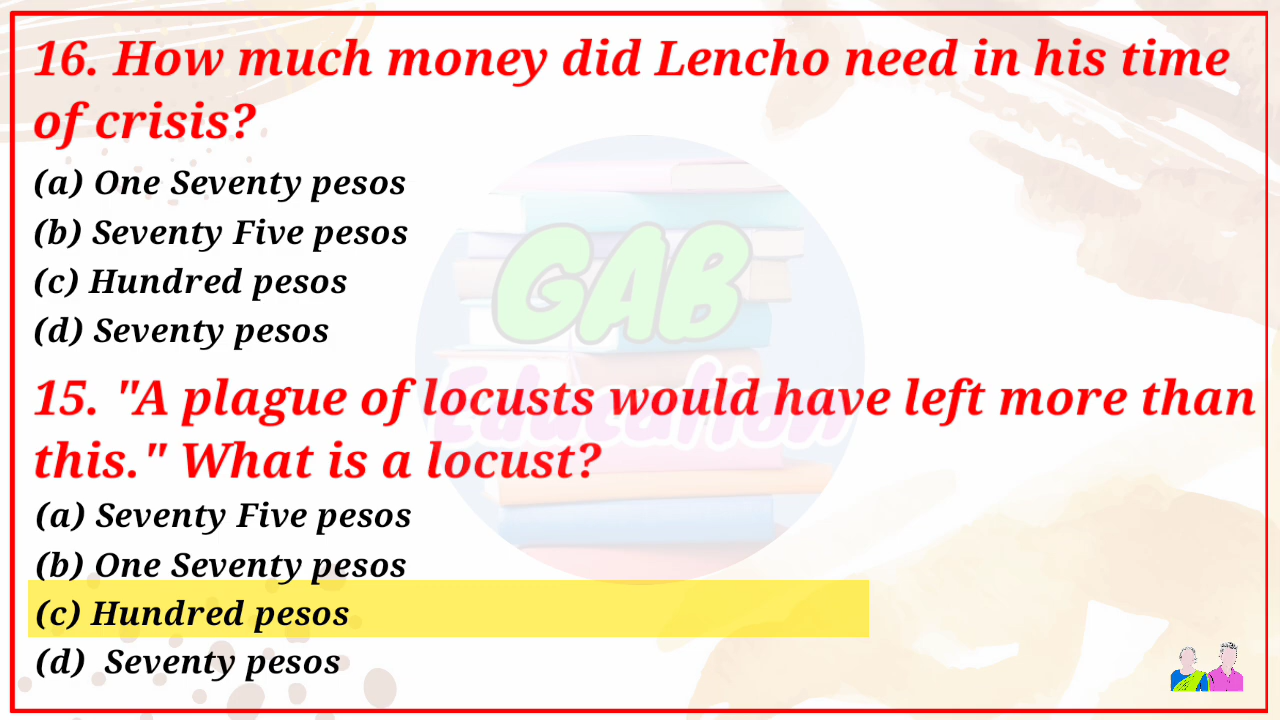 16. How much money did Lencho need in his time
of crisis?
(a) One Seventy pesos
(b) Seventy Five pesos
(c) Hundred pesos
(d) Seventy pesos
15. "A plague of locusts would have left more than
this." What is a locust?
(a) Seventy Five pesos
(b) One Seventy pesos
(c) Hundred pesos
(d) Seventy pesos
GAB
Education